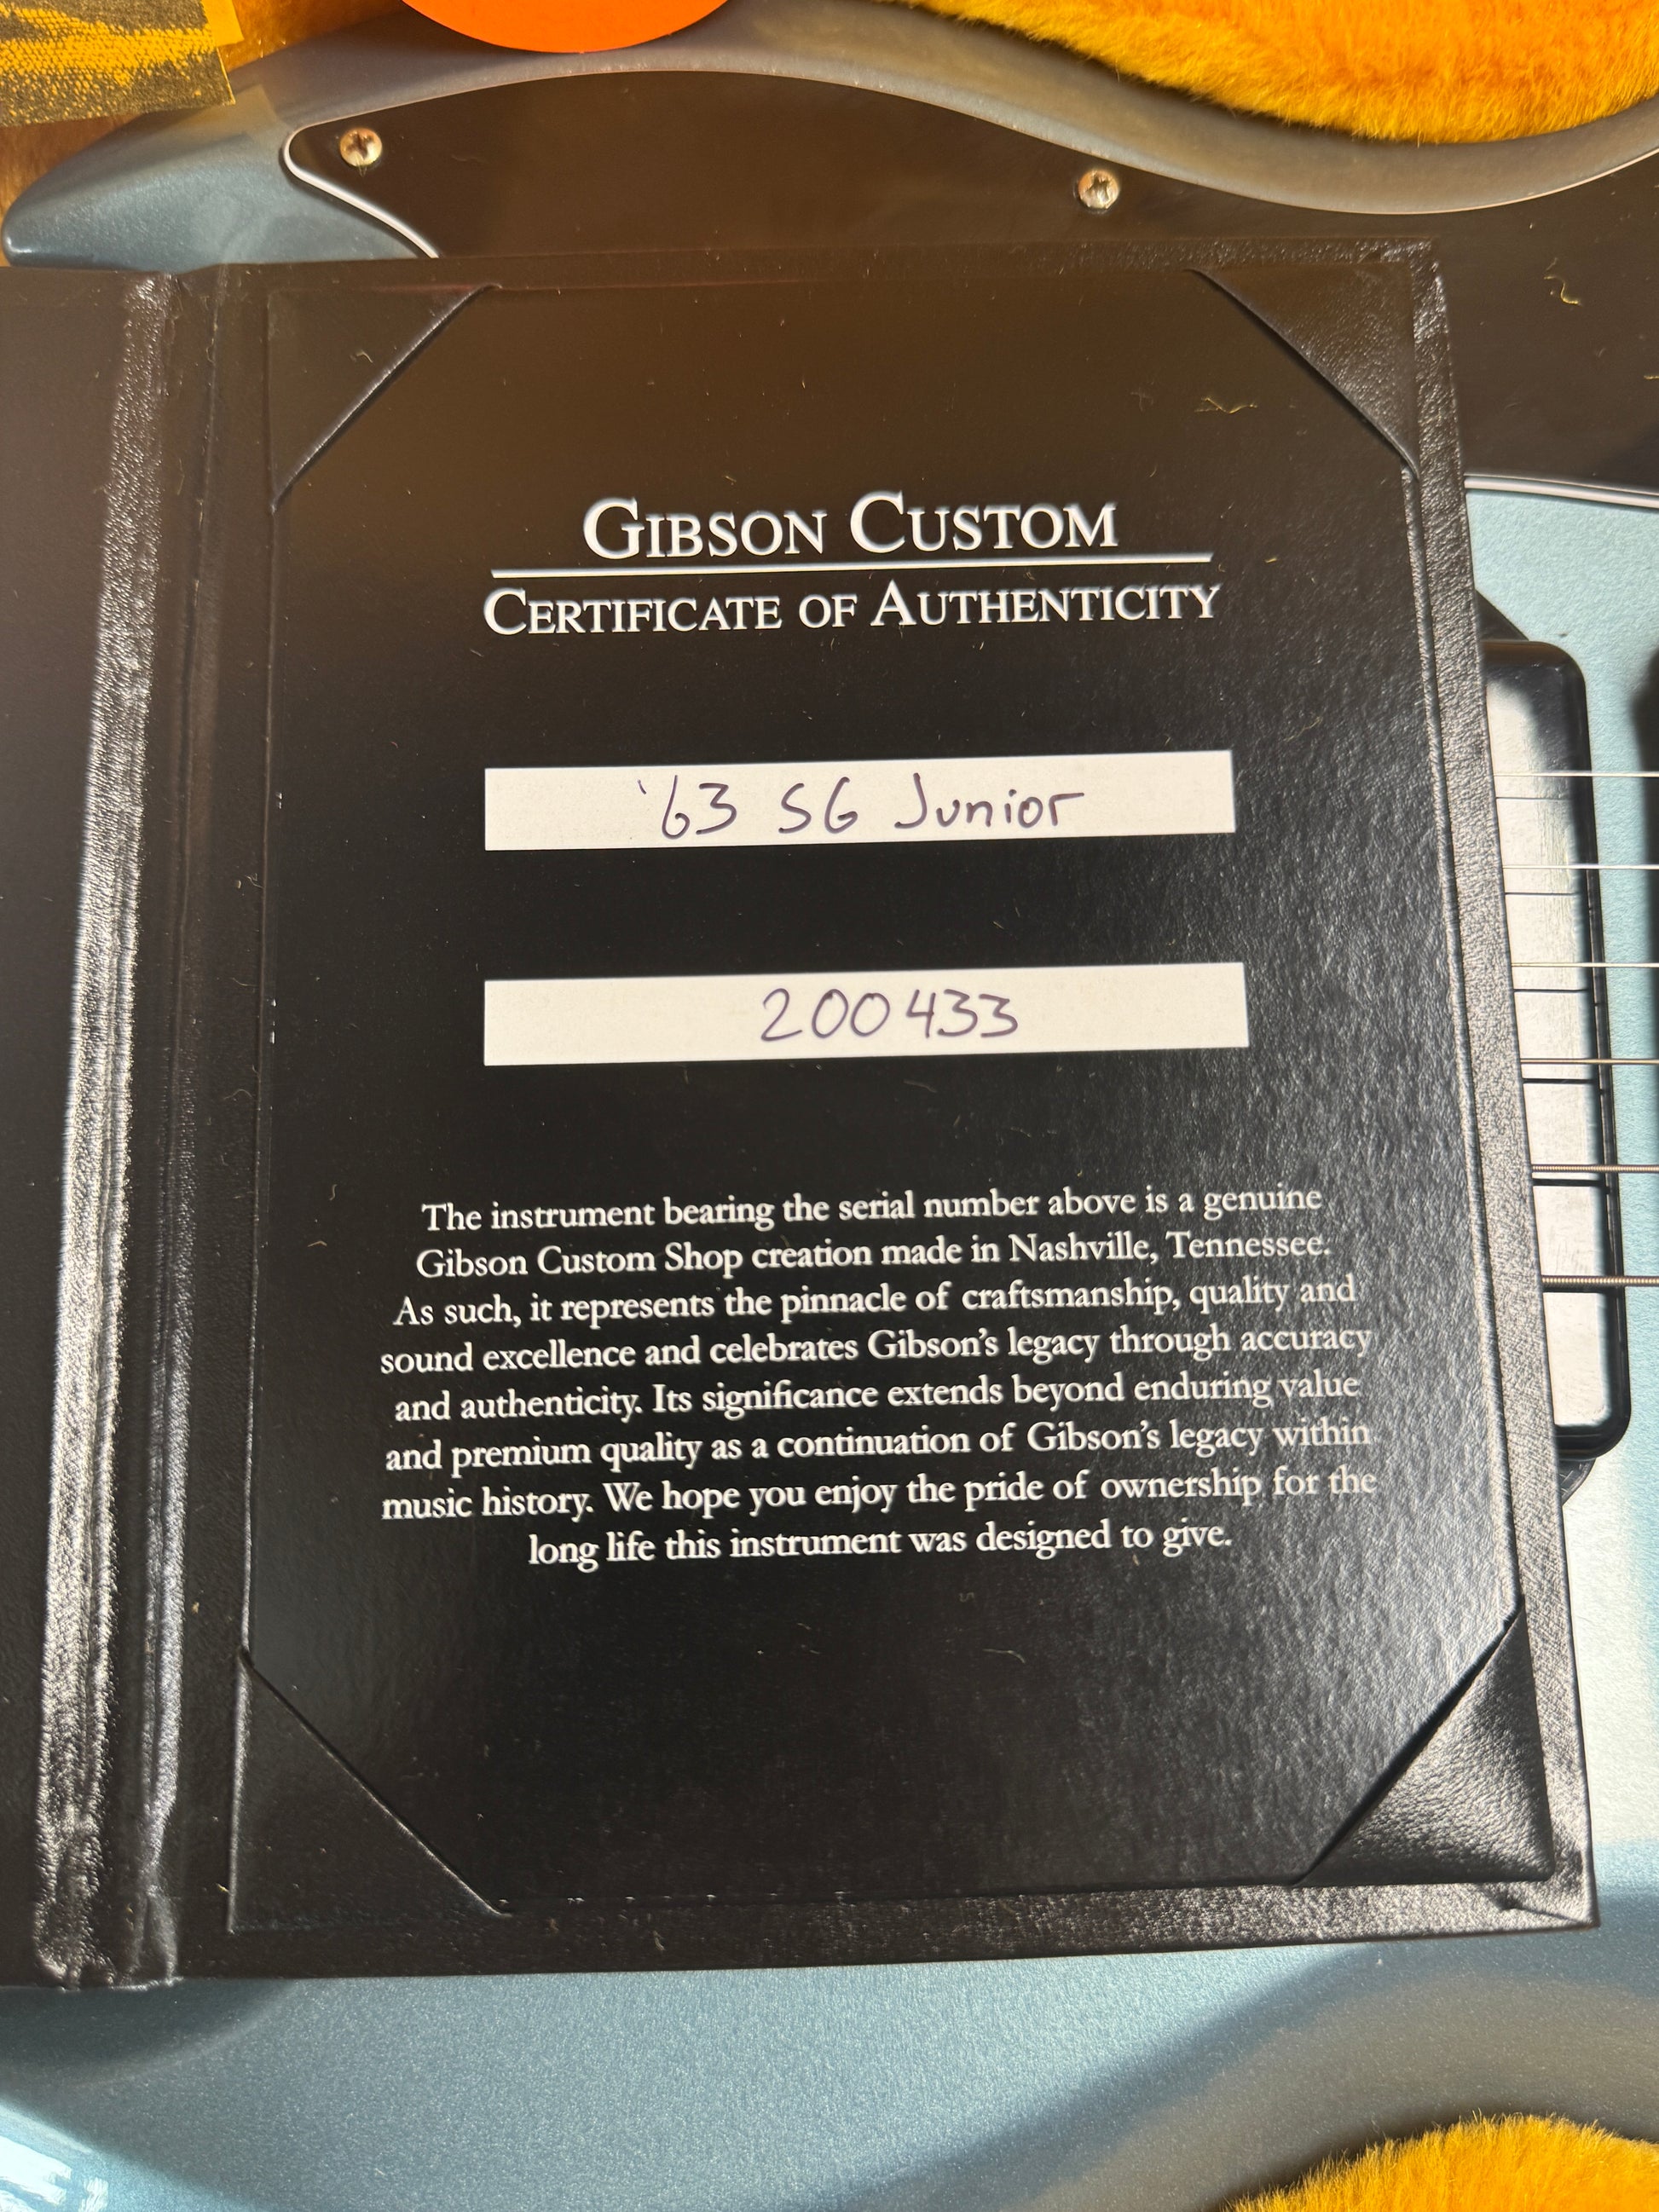 GIBSON CUSTOM
CERTIFICATE OF AUTHENTICITY
'63 SG Junior
200433
The instrument bearing the serial number above is a genuine
Gibson Custom Shop creation made in Nashville, Tennessee.
As such, it represents the pinnacle of craftsmanship, quality and
sound excellence and celebrates Gibson's legacy through accuracy
and authenticity. Its significance extends beyond enduring value
and premium quality as a continuation of Gibson's legacy within
music history. We hope you enjoy the pride of ownership for the
long life this instrument was designed to give.